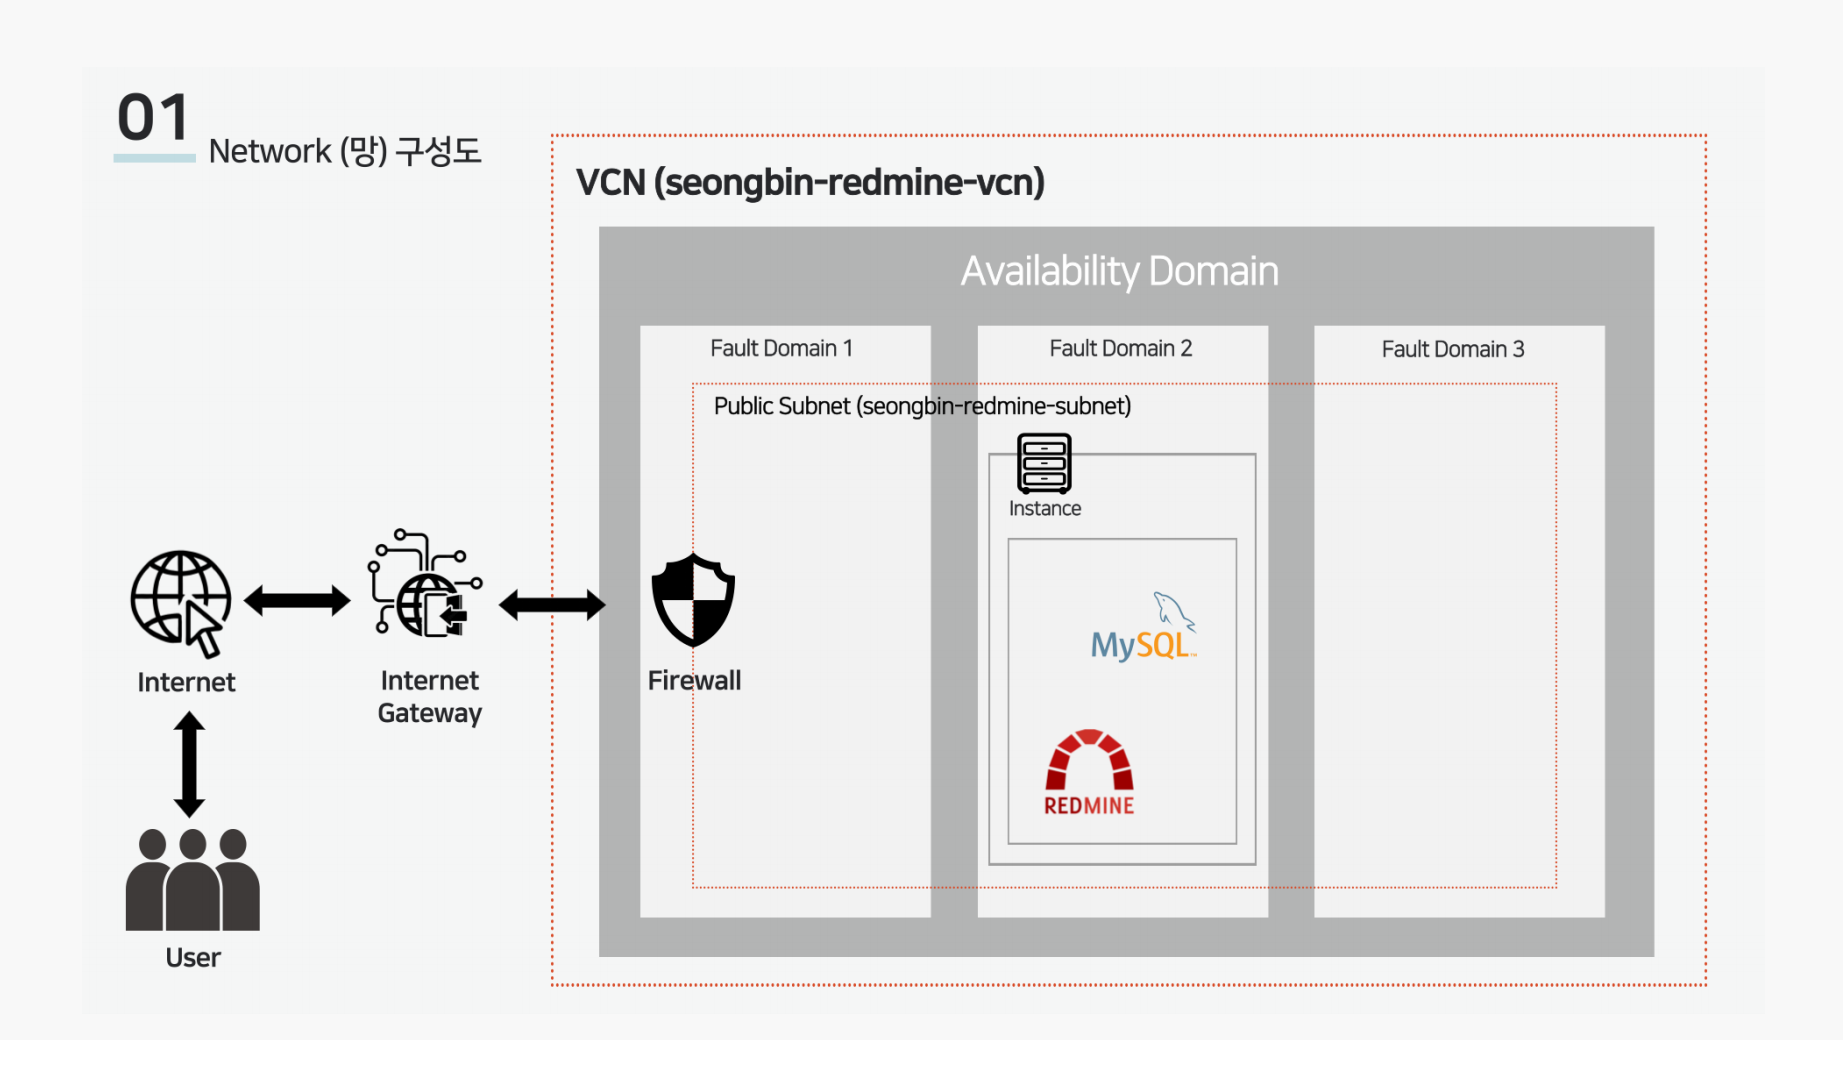 01
Network (망) 구성도
VCN (seongbin-redmine-vcn)
Availability Domain
Fault Domain 1
Fault Domain 2
Fault Domain 3
Public Subnet (seongbin-redmine-subnet)
Instance
MySQL™
REDMINE
Internet
Internet
Gateway
Firewall
User